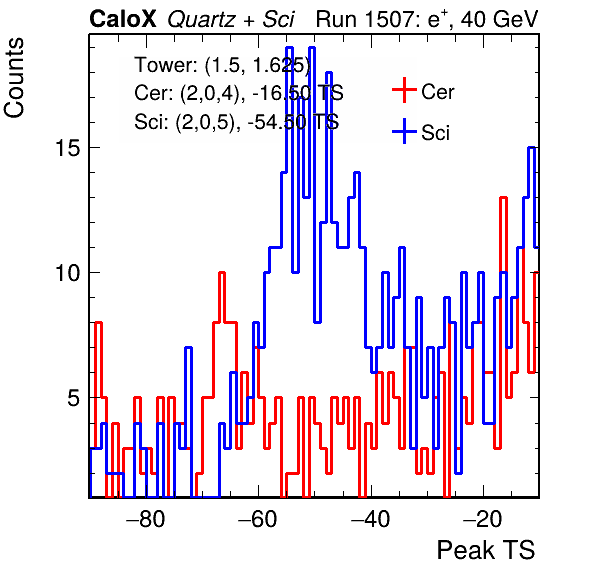 CaloX Quartz + Sci Run 1507: e+, 40 GeV
Counts
Tower: (1.5, 1.625)
Cer: (2,0,4), -16.50 TS
Sci: (2,0,5), -54.50 TS
Cer
Sci
15
10
5
−80 −60 −40 −20
Peak TS